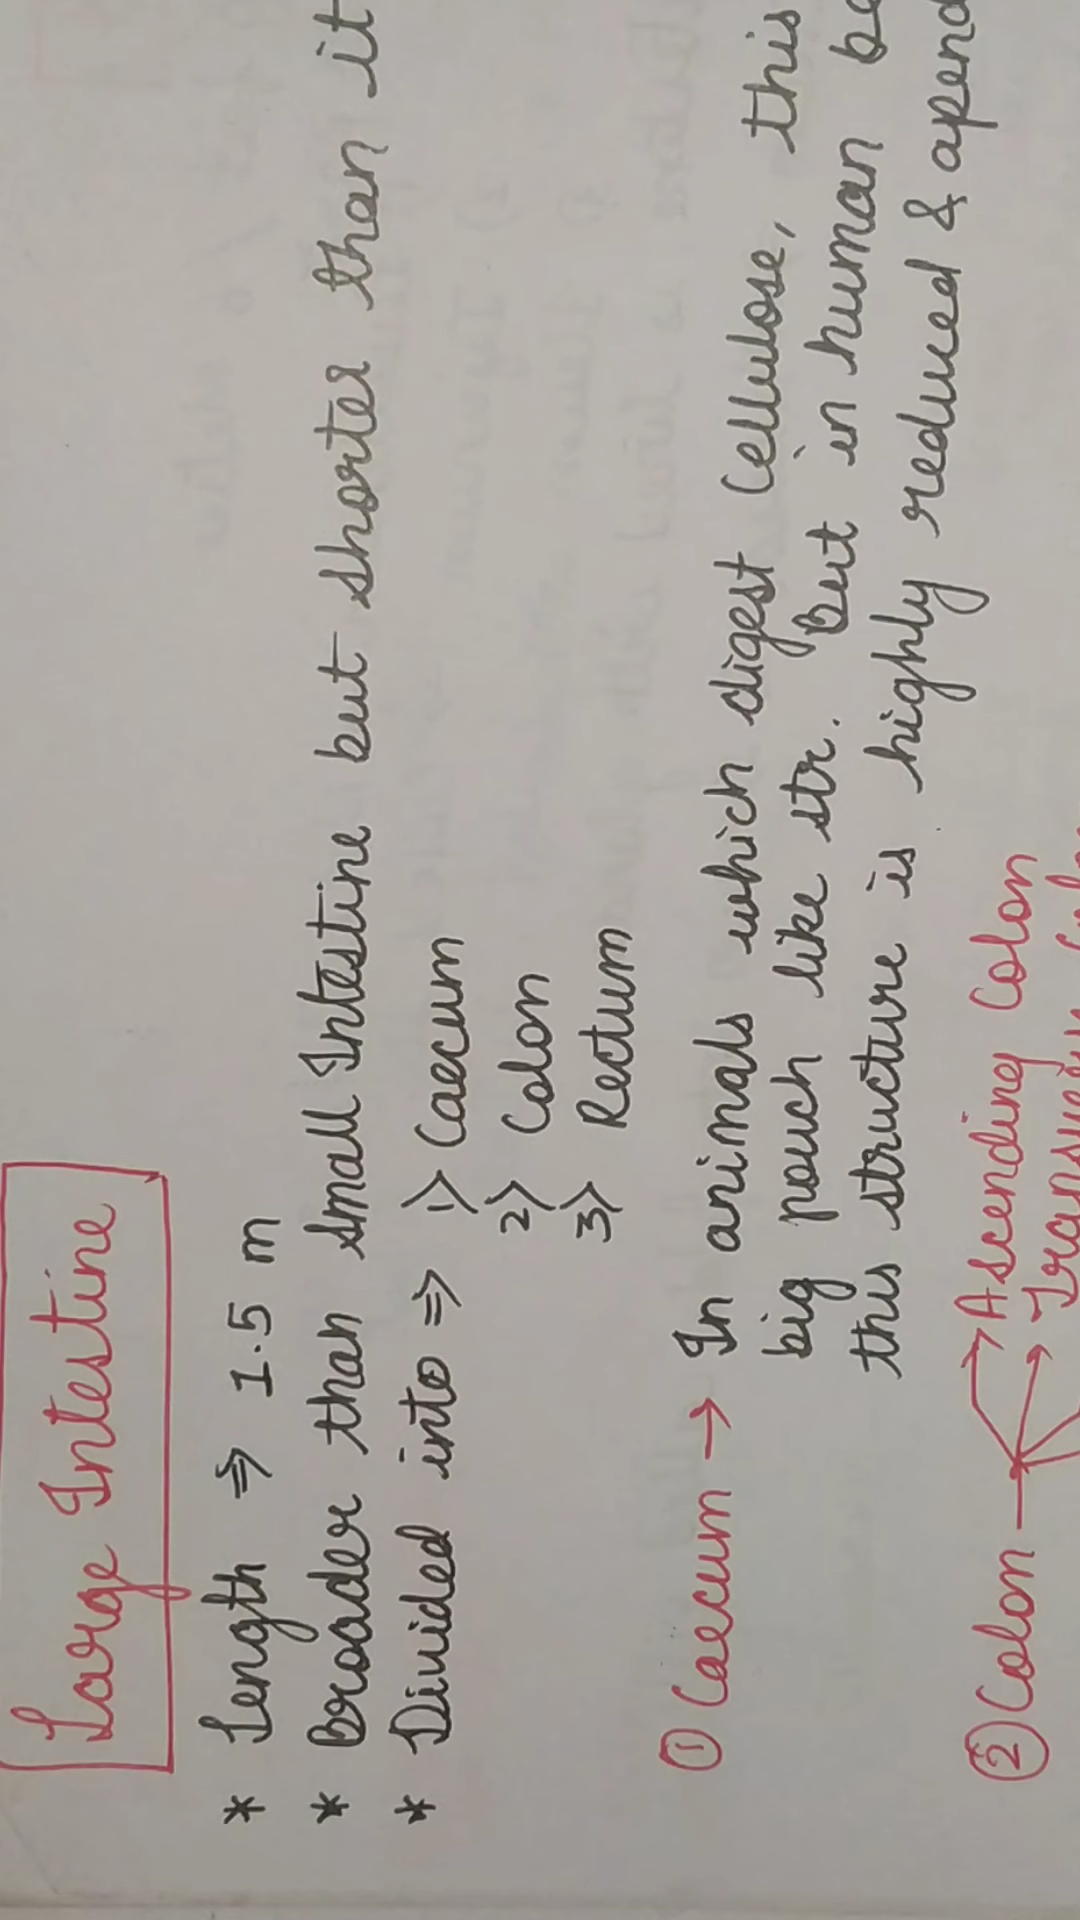 Large Intestine
* Length ⇒ 1.5 m
* Broader than Small Intestine but shorter than it
* Divided into ⇒ 1) Caecum
2) Colon
3) Rectum
① Caecum → In animals which digest Cellulose, this
big pouch like str. But in human be
this structure is highly reduced & apend
② Colon → Ascending Colon
→